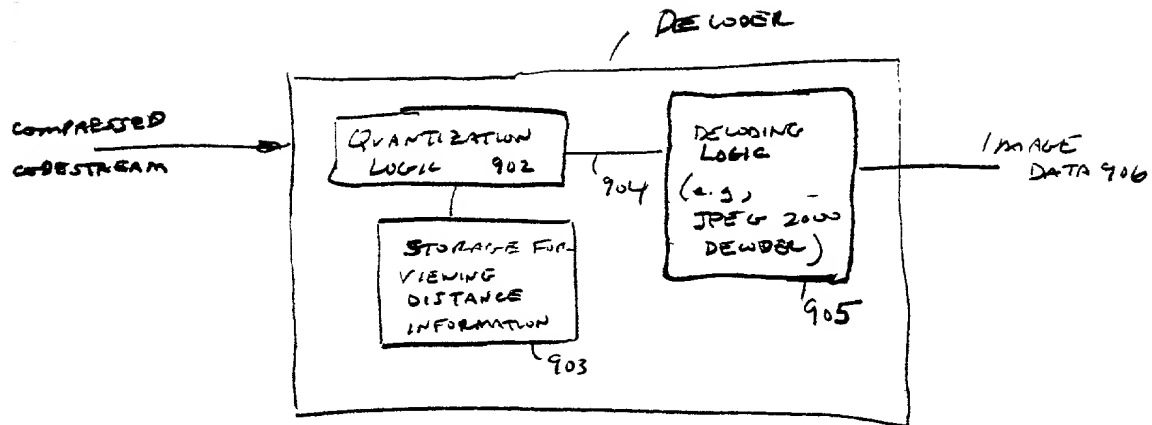 DECODER
COMPRESSED
CODESTREAM
QUANTIZATION
LOGIC 902
904
DECODING
LOGIC
(e.g,
JPEG 2000
DECODER)
905
IMAGE
DATA 906
STORAGE FOR
VIEWING
DISTANCE
INFORMATION
903